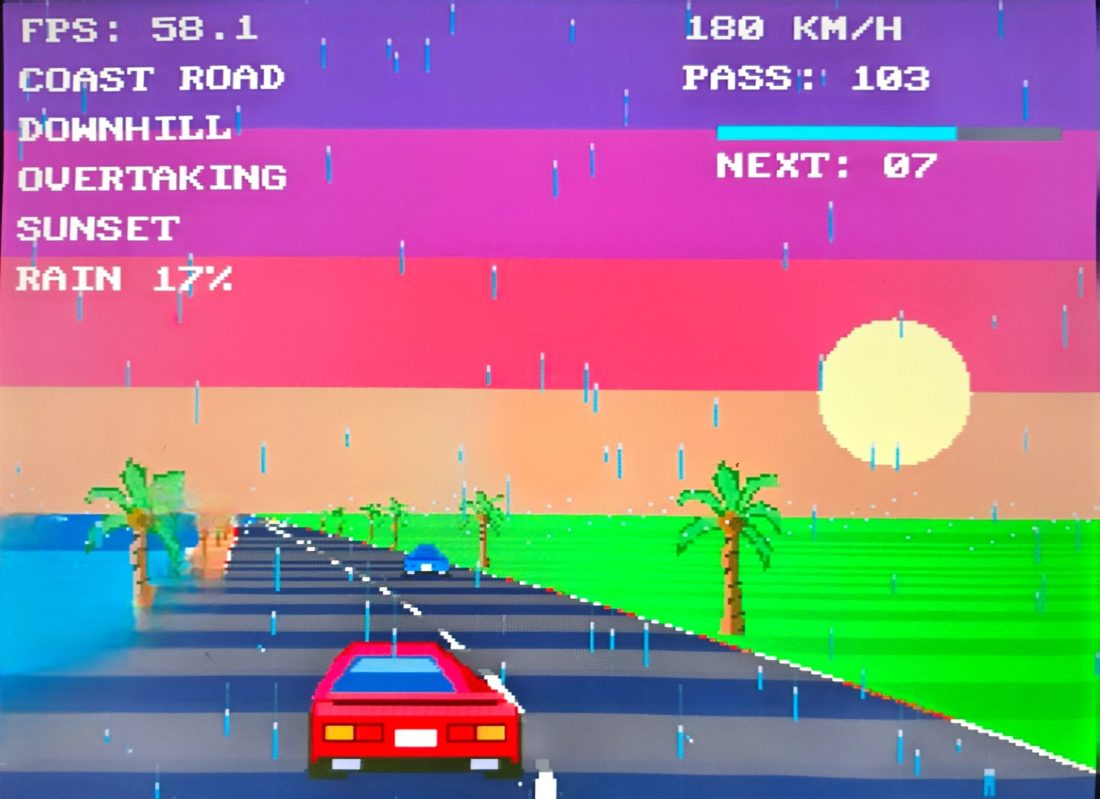 FPS: 58.1
COAST ROAD
DOWNHILL
OVERTAKING
SUNSET
RAIN 17%
180 KM/H
PASS: 103
NEXT: 07